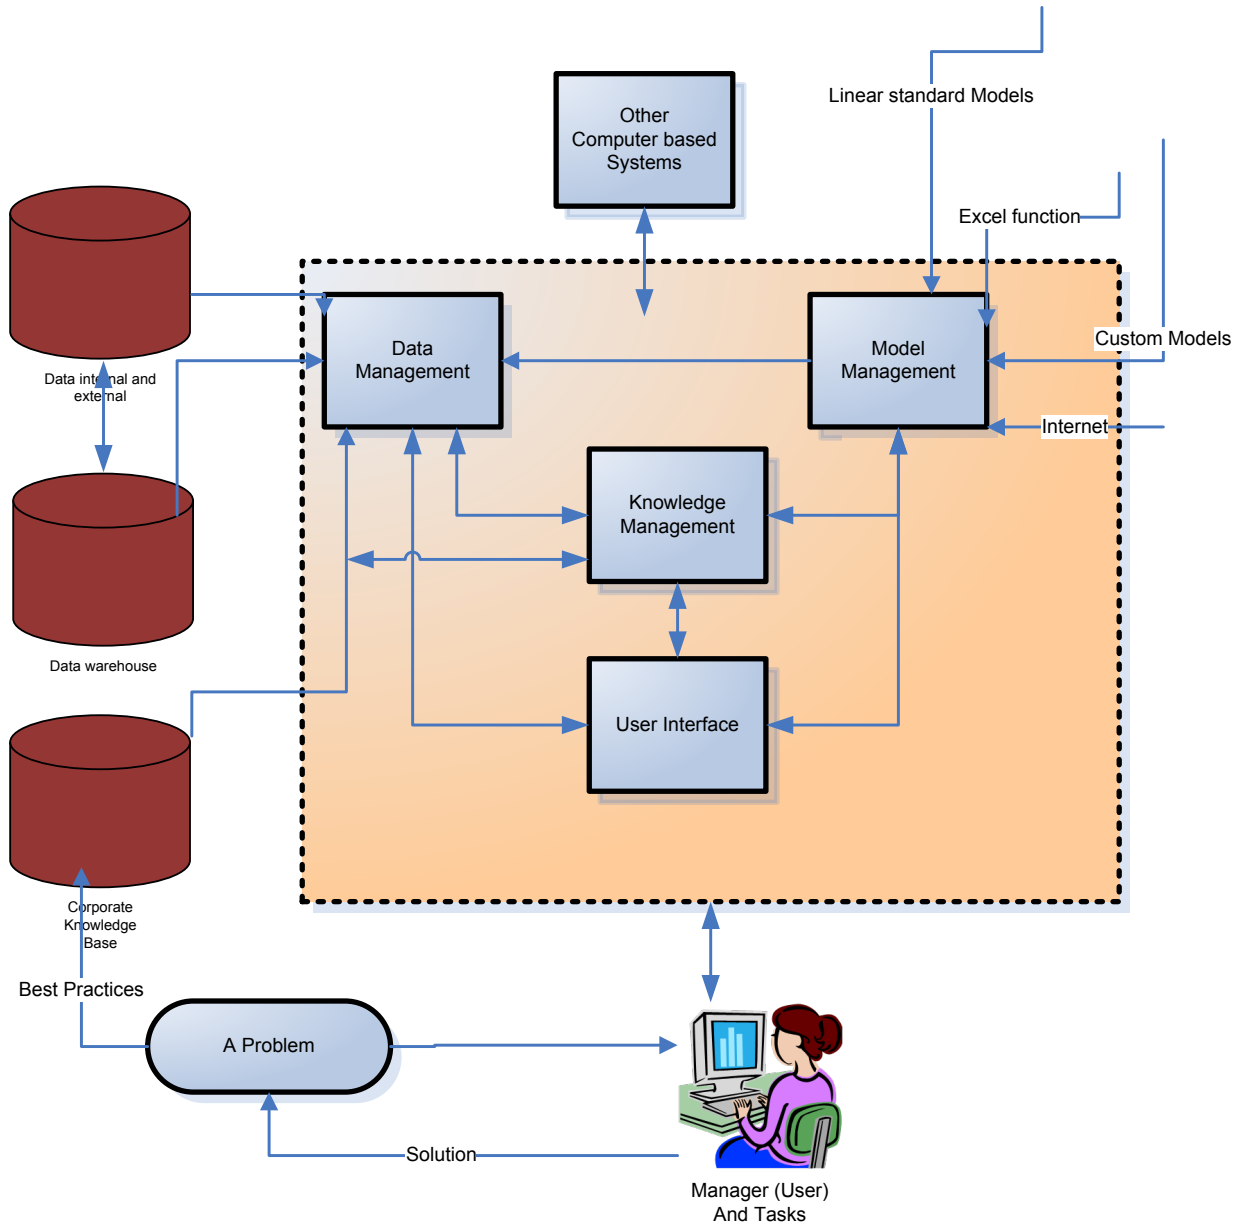 Linear standard Models
Other
Computer based
Systems
Excel function
Custom Models
Data
Management
Model
Management
Data internal and
external
Internet
Knowledge
Management
Data warehouse
User Interface
Corporate
Knowledge
Base
Best Practices
A Problem
Solution
Manager (User)
And Tasks